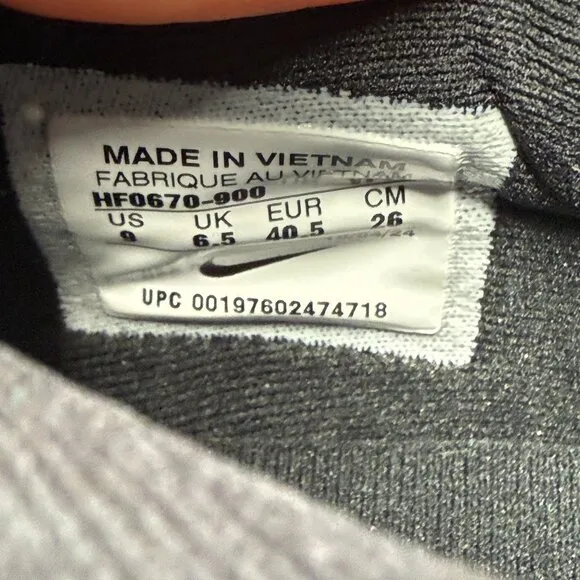 MADE IN VIETNAM
FABRIQUE AU VIETNAM
HF0670-900
US UK EUR CM
9 6.5 40.5 26
UPC 00197602474718